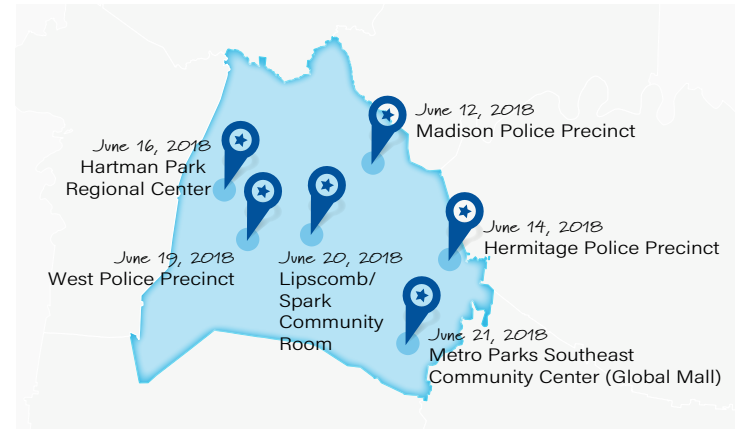 June 12, 2018
Madison Police Precinct
June 16, 2018
Hartman Park
Regional Center
June 14, 2018
Hermitage Police Precinct
June 19, 2018
West Police Precinct
June 20, 2018
Lipscomb/
Spark
Community
Room
June 21, 2018
Metro Parks Southeast
Community Center (Global Mall)